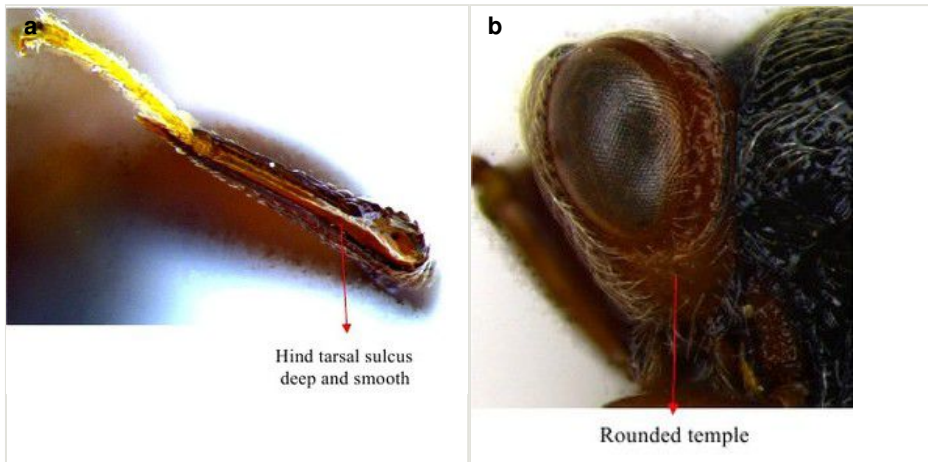 a
Hind tarsal sulcus
deep and smooth
b
Rounded temple